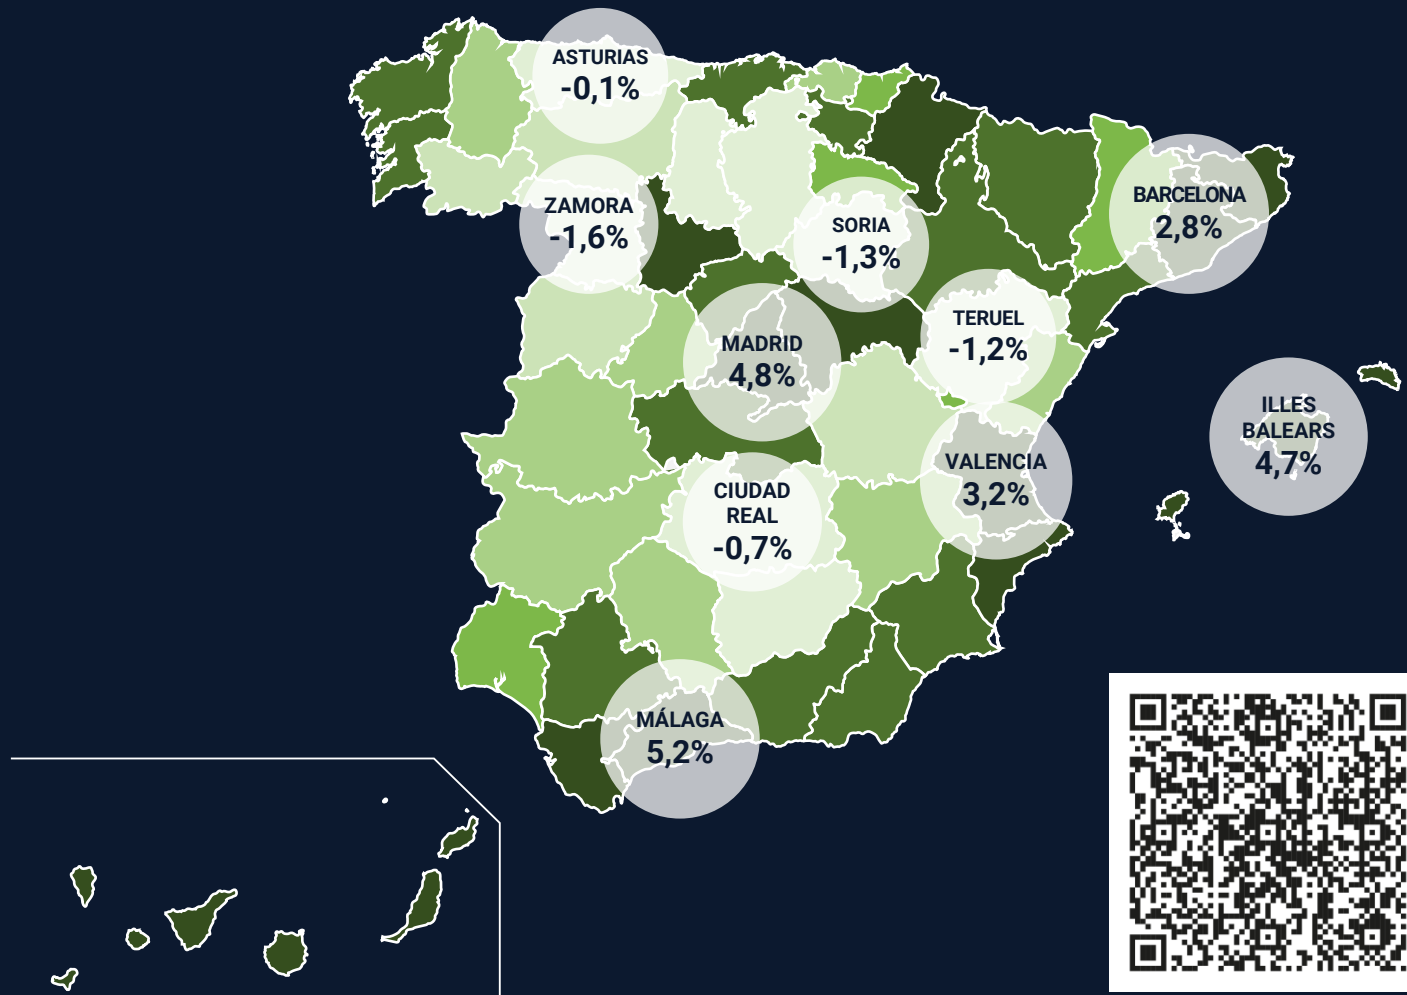 ASTURIAS
-0,1%
ZAMORA
-1,6%
SORIA
-1,3%
BARCELONA
2,8%
TERUEL
-1,2%
MADRID
4,8%
ILLES
BALEARS
4,7%
VALENCIA
3,2%
CIUDAD
REAL
-0,7%
MÁLAGA
5,2%